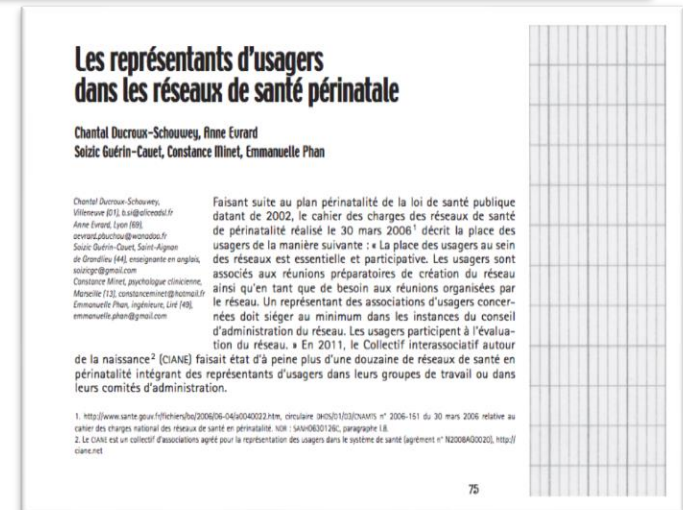 Les représentants d'usagers
dans les réseaux de santé périnatale
Chantal Ducroux-Schouwey, Anne Evrard
Soizic Guérin-Cauet, Constance Minet, Emmanuelle Phan
Chantal Ducroux-Schouwey,
Villeneuve (01), b.si@aliceadsl.fr
Anne Evrard, Lyon (69),
aevrard.pbuchou@wanadoo.fr
Soizic Guérin-Cauet, Saint-Aignan
de Grandlieu (44), enseignante en anglais,
soizicgc@gmail.com
Constance Minet, psychologue clinicienne,
Marseille (13), constanceminet@hotmail.fr
Emmanuelle Phan, ingénieure, Liré (49),
emmanuelle.phan@gmail.com
Faisant suite au plan périnatalité de la loi de santé publique
datant de 2002, le cahier des charges des réseaux de santé
de périnatalité réalisé le 30 mars 2006¹ décrit la place des
usagers de la manière suivante : « La place des usagers au sein
des réseaux est essentielle et participative. Les usagers sont
associés aux réunions préparatoires de création du réseau
ainsi qu'en tant que de besoin aux réunions organisées par
le réseau. Un représentant des associations d'usagers concer-
nées doit siéger au minimum dans les instances du conseil
d'administration du réseau. Les usagers participent à l'évalua-
tion du réseau. » En 2011, le Collectif interassociatif autour
de la naissance² (CIANE) faisait état d'à peine plus d'une douzaine de réseaux de santé en
périnatalité intégrant des représentants d'usagers dans leurs groupes de travail ou dans
leurs comités d'administration.
1. http://www.sante.gouv.fr/fichiers/bo/2006/06-04/a0040022.htm, circulaire DHOS/01/03/CNAMTS n° 2006-151 du 30 mars 2006 relative au
cahier des charges national des réseaux de santé en périnatalité. NOR : SANH0630126C, paragraphe I.8.
2. Le CIANE est un collectif d'associations agréé pour la représentation des usagers dans le système de santé (agrément n° N2008AG0020), http://
ciane.net
75